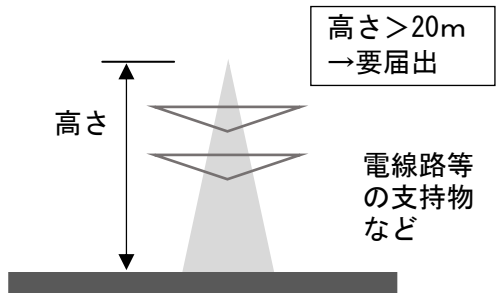 高さ＞20ｍ
→要届出
高さ
電線路等
の支持物
など